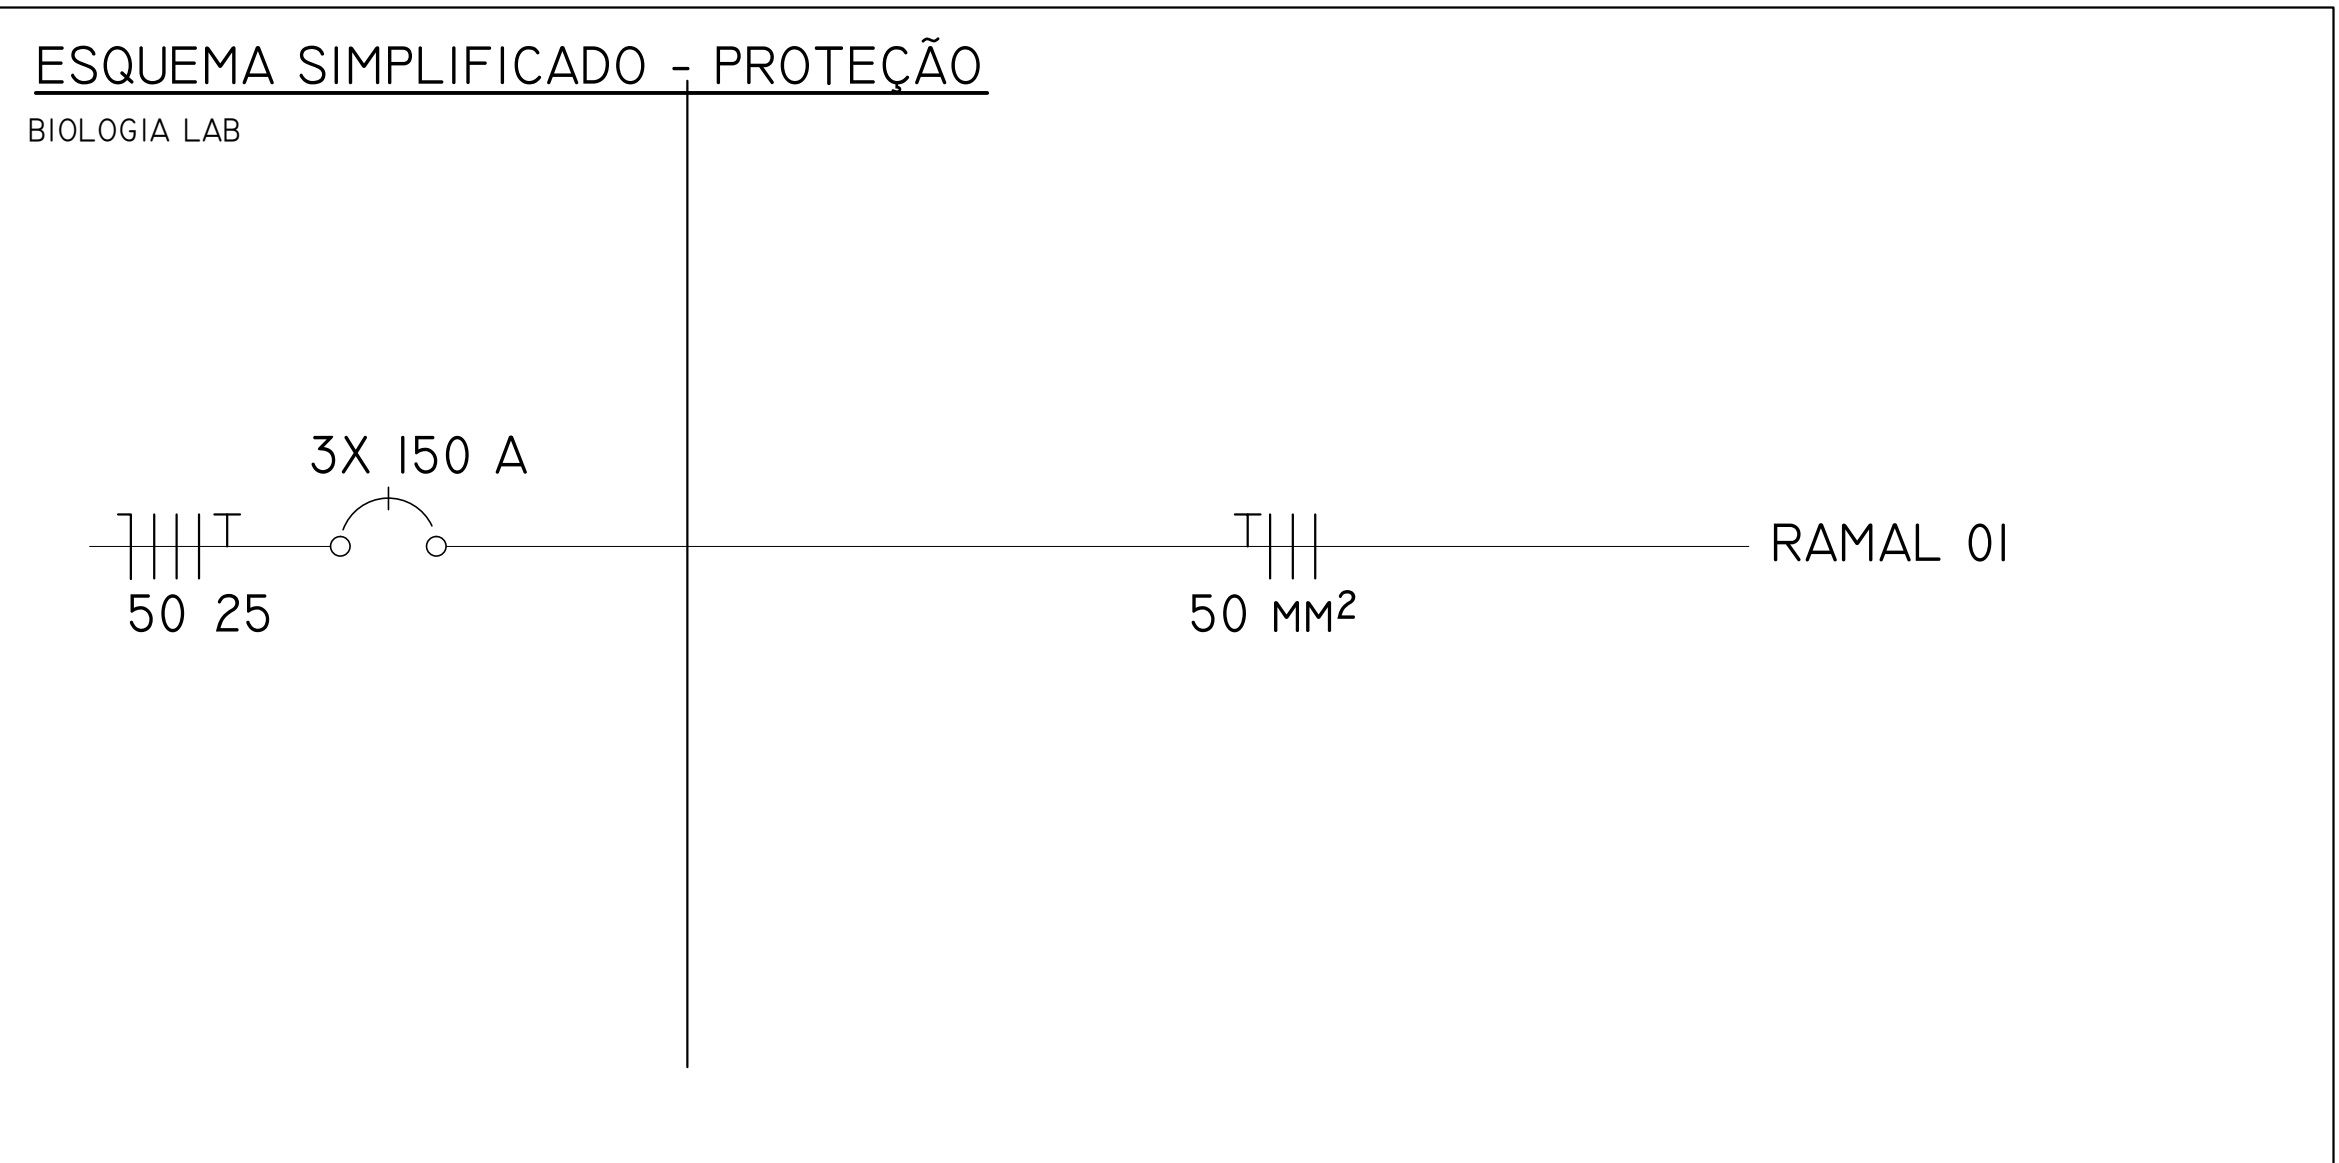 ESQUEMA SIMPLIFICADO - PROTEÇÃO
BIOLOGIA LAB
3X 150 A
50 25
50 MM²
RAMAL 01